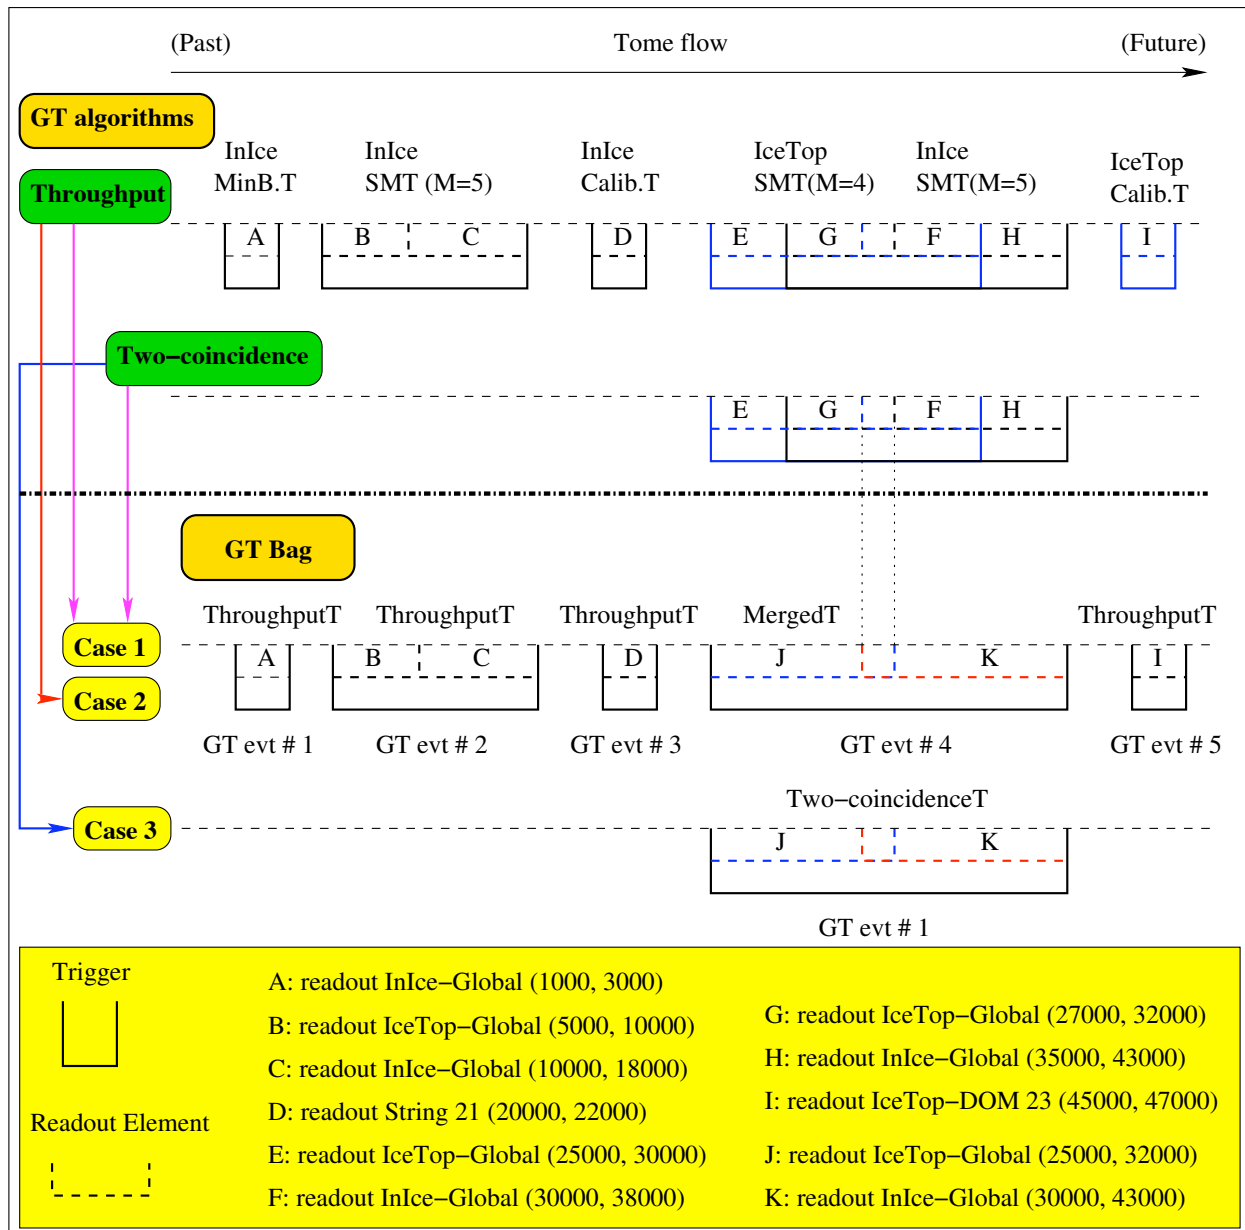 (Past) Tome flow (Future)
GT algorithms
InIce
MinB.T
InIce
SMT (M=5)
InIce
Calib.T
IceTop
SMT(M=4)
InIce
SMT(M=5)
IceTop
Calib.T
Throughput
A B C D E G F H I
Two−coincidence
E G F H
GT Bag
ThroughputT ThroughputT ThroughputT MergedT ThroughputT
Case 1
A B C D J K I
Case 2
GT evt # 1 GT evt # 2 GT evt # 3 GT evt # 4 GT evt # 5
Two−coincidenceT
Case 3
J K
GT evt # 1
Trigger
Readout Element
A: readout InIce−Global (1000, 3000)
B: readout IceTop−Global (5000, 10000)
C: readout InIce−Global (10000, 18000)
D: readout String 21 (20000, 22000)
E: readout IceTop−Global (25000, 30000)
F: readout InIce−Global (30000, 38000)
G: readout IceTop−Global (27000, 32000)
H: readout InIce−Global (35000, 43000)
I: readout IceTop−DOM 23 (45000, 47000)
J: readout IceTop−Global (25000, 32000)
K: readout InIce−Global (30000, 43000)